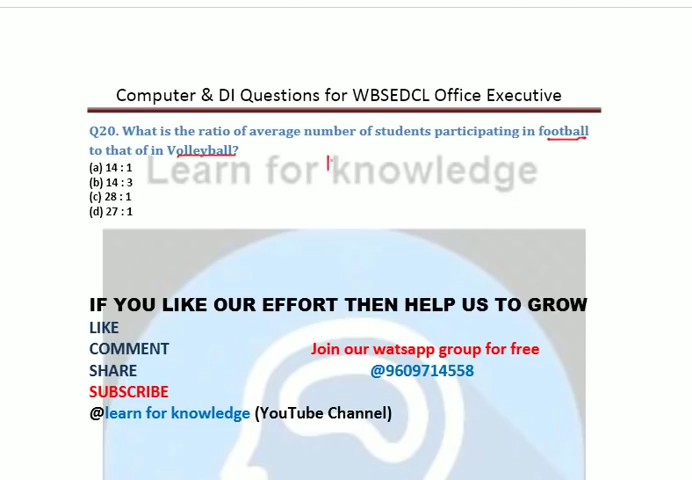 Computer & DI Questions for WBSEDCL Office Executive
Q20. What is the ratio of average number of students participating in football
to that of in Volleyball?
(a) 14 : 1
(b) 14 : 3
(c) 28 : 1
(d) 27 : 1
Learn for knowledge
IF YOU LIKE OUR EFFORT THEN HELP US TO GROW
LIKE
COMMENT Join our watsapp group for free
SHARE @9609714558
SUBSCRIBE
@learn for knowledge (YouTube Channel)